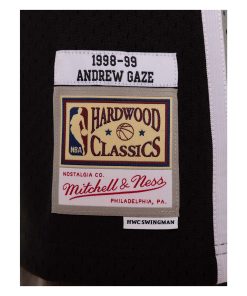 1998-99
ANDREW GAZE
NBA
HARDWOOD
CLASSICS
NOSTALGIA CO.
Mitchell & Ness
PHILADELPHIA, PA.
HWC SWINGMAN